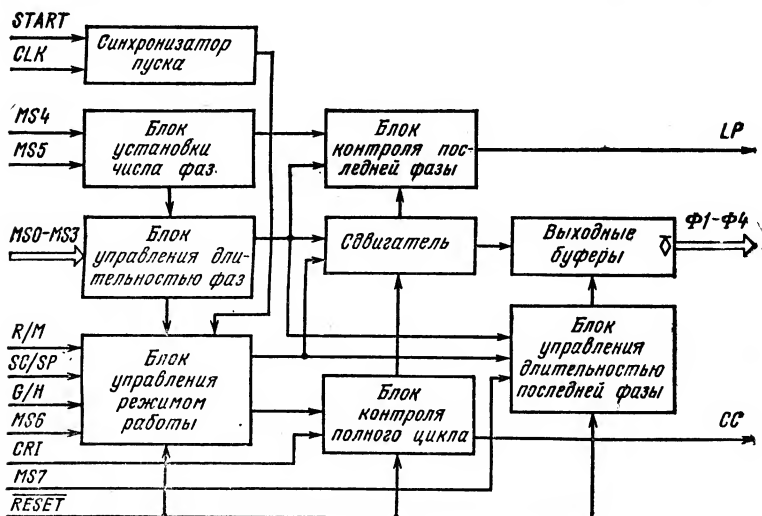 START
CLK
Синхронизатор
пуска
MS4
MS5
Блок
установки
числа фаз
Блок
контроля пос-
ледней фазы
LP
MS0-MS3
Блок
управления дли-
тельностью фаз
Сдвигатель
Выходные
буферы
Ф1-Ф4
R/M
SC/SP
G/H
MS6
CRI
MS7
RESET
Блок
управления
режимом
работы
Блок
контроля
полного цикла
Блок
управления
длительностью
последней фазы
CC